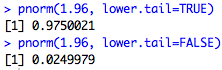 > pnorm(1.96, lower.tail=TRUE)
[1] 0.9750021
> pnorm(1.96, lower.tail=FALSE)
[1] 0.0249979